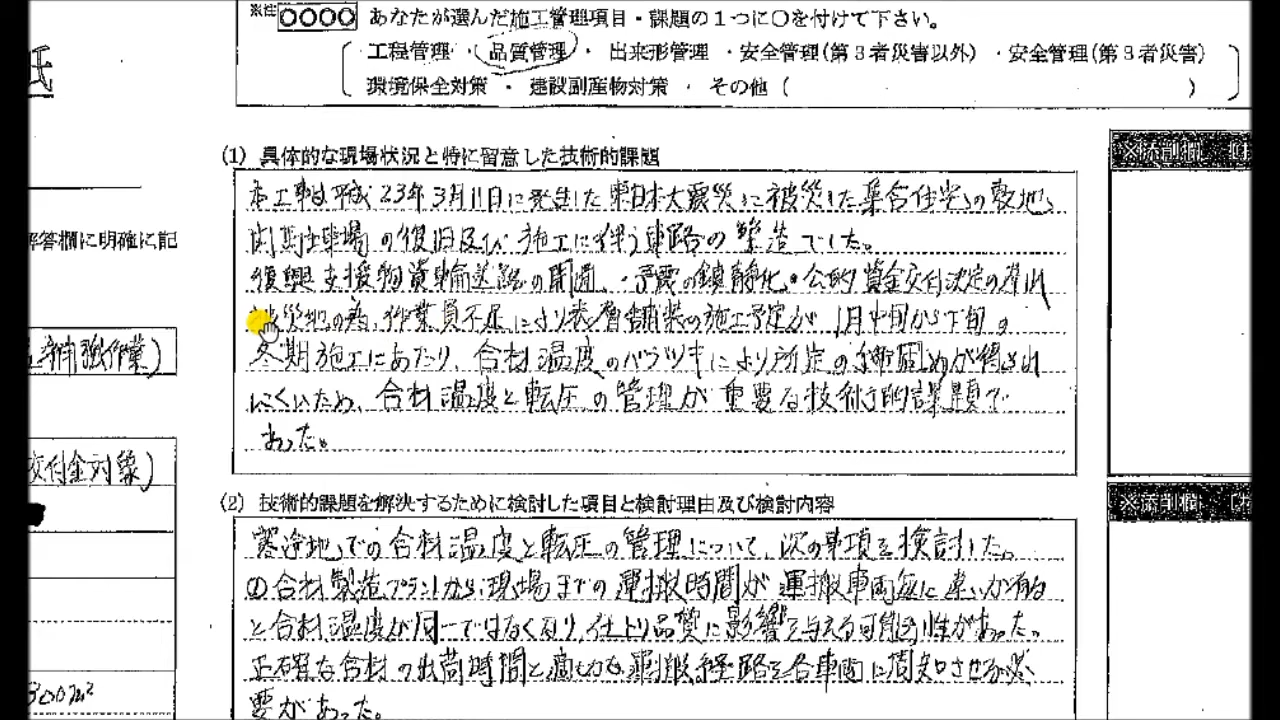 ※注 〇〇〇〇 あなたが選んだ施工管理項目・課題の1つに〇を付けて下さい。
工程管理 ・ 品質管理 ・ 出来形管理 ・安全管理(第3者災害以外) ・安全管理(第3者災害)
環境保全対策 ・ 建設副産物対策 ・ その他 ( )
(1) 具体的な現場状況と特に留意した技術的課題
※添削欄
本工事は平成23年3月11日に発生した東日本大震災に被災した集合住宅の敷地、
駐車場の復旧及び施工に伴う車路の築造でした。
復興支援物資輸送路の開通、余震の鎮静化。公的資金交付決定の遅れ
被災地の為、作業員不足により表層舗装の施工予定が1月中旬から下旬の
冬期施工にあたり、合材温度のバラツキにより所定の締固めが得られ
にくいため、合材温度と転圧の管理が重要な技術的課題で
あった。
(2) 技術的課題を解決するために検討した項目と検討理由及び検討内容
※添削欄
寒冷地での合材温度と転圧の管理について、次の事項を検討した。
①合材製造プラントから現場までの運搬時間が運搬車両毎に違いが有る
と合材温度が同一ではなくなり、仕上り品質に影響を与える可能性があった。
正確な合材の出荷時間と適切な運搬経路を各車両に周知させる必
要があった。
紙
解答欄に明確に記
補強作業)
交付金対象)
300m²